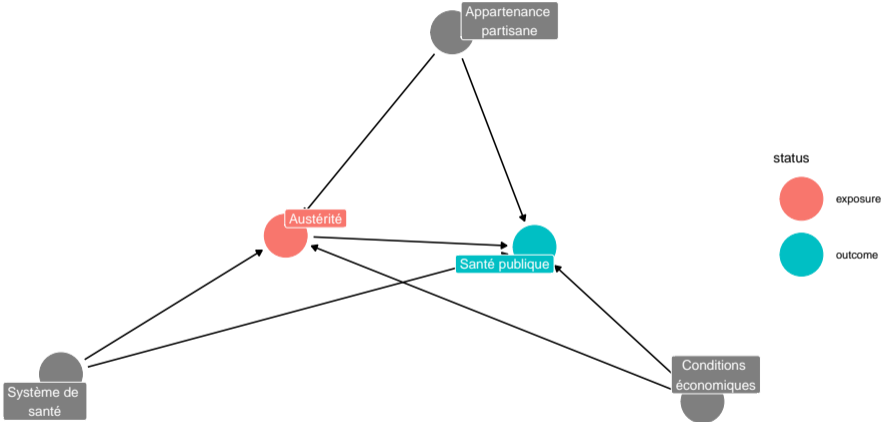 Appartenance
partisane
status
exposure
outcome
Austérité
Santé publique
Système de
santé
Conditions
économiques